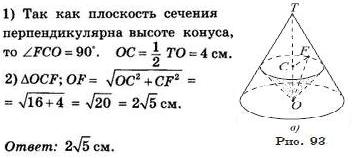 1) Так как плоскость сечения
перпендикулярна высоте конуса,
то ∠FCO = 90°. OC = 1/2 TO = 4 см.
2) ΔOCF; OF = √(OC² + CF²) =
= √(16+4) = √20 = 2√5 см.
Ответ: 2√5 см.
T
C
F
O
а)
Рис. 93